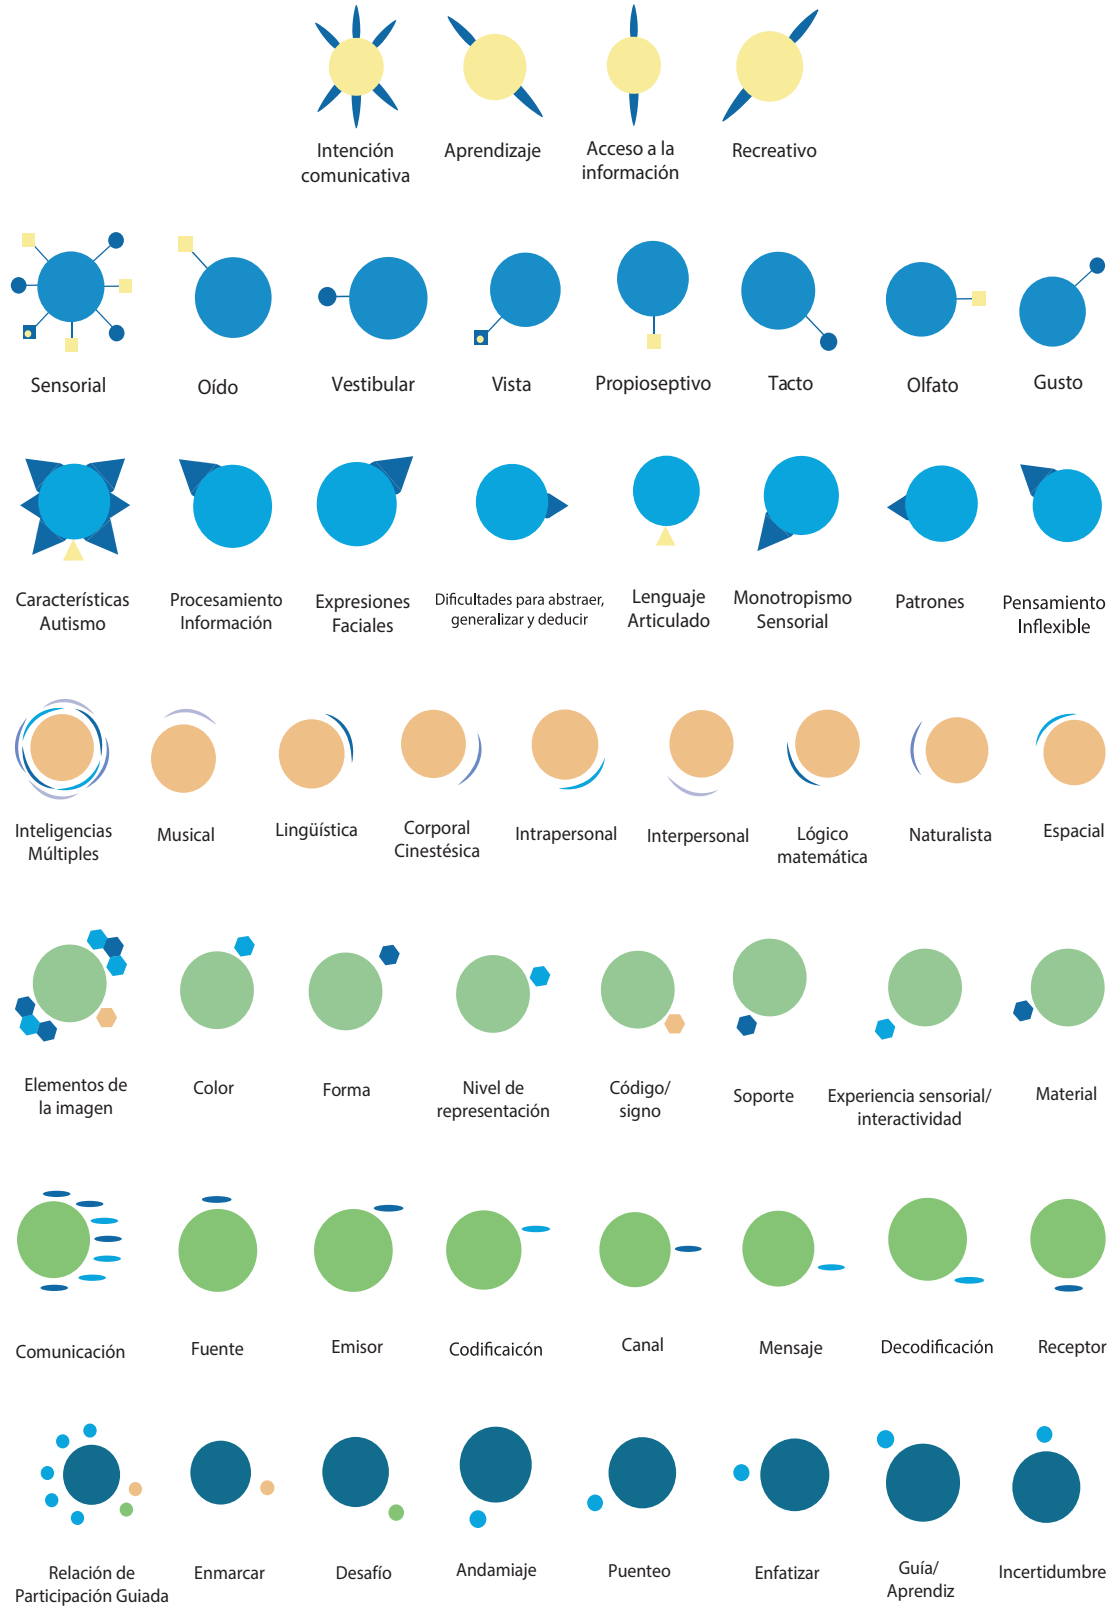 Intención
comunicativa
Aprendizaje
Acceso a la
información
Recreativo
Sensorial
Oído
Vestibular
Vista
Propioseptivo
Tacto
Olfato
Gusto
Características
Autismo
Procesamiento
Información
Expresiones
Faciales
Dificultades para abstraer,
generalizar y deducir
Lenguaje
Articulado
Monotropismo
Sensorial
Patrones
Pensamiento
Inflexible
Inteligencias
Múltiples
Musical
Lingüística
Corporal
Cinestésica
Intrapersonal
Interpersonal
Lógico
matemática
Naturalista
Espacial
Elementos de
la imagen
Color
Forma
Nivel de
representación
Código/
signo
Soporte
Experiencia sensorial/
interactividad
Material
Comunicación
Fuente
Emisor
Codificaicón
Canal
Mensaje
Decodificación
Receptor
Relación de
Participación Guiada
Enmarcar
Desafío
Andamiaje
Puenteo
Enfatizar
Guía/
Aprendiz
Incertidumbre